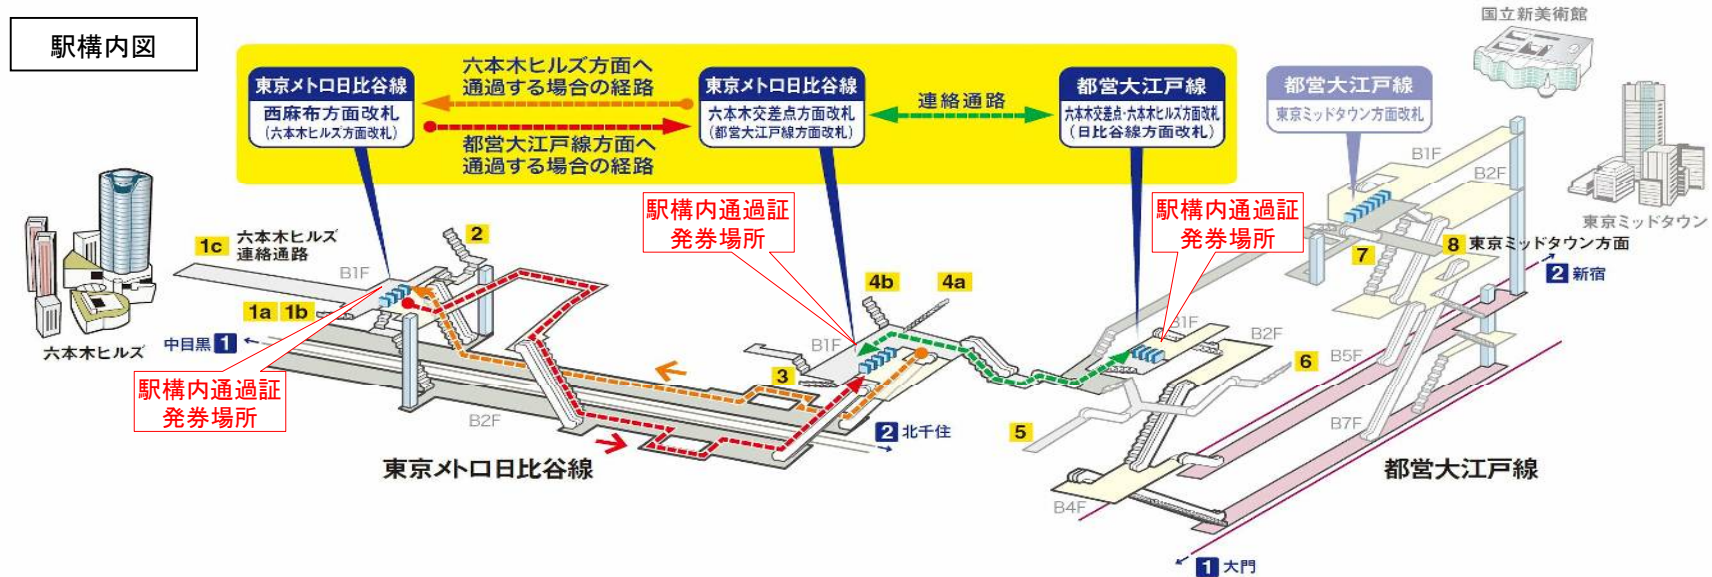 駅構内図
国立新美術館
東京メトロ日比谷線
西麻布方面改札
(六本木ヒルズ方面改札)
六本木ヒルズ方面へ
通過する場合の経路
都営大江戸線方面へ
通過する場合の経路
東京メトロ日比谷線
六本木交差点方面改札
(都営大江戸線方面改札)
連絡通路
都営大江戸線
六本木交差点・六本木ヒルズ方面改札
(日比谷線方面改札)
都営大江戸線
東京ミッドタウン方面改札
B1F
B2F
東京ミッドタウン
駅構内通過証
発券場所
駅構内通過証
発券場所
1c
六本木ヒルズ
連絡通路
2
B1F
1a
1b
六本木ヒルズ
中目黒 1
駅構内通過証
発券場所
B2F
4b
4a
B1F
3
2 北千住
東京メトロ日比谷線
B1F
B2F
6
5
7
8 東京ミッドタウン方面
2 新宿
B5F
B7F
B4F
都営大江戸線
1 大門